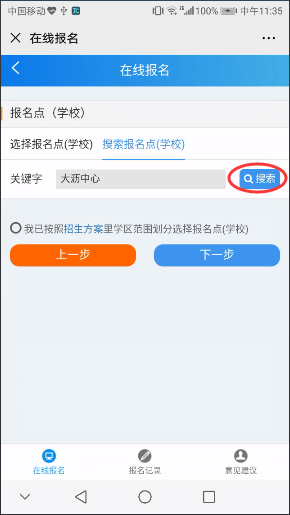 中国移动 100% 中午11:35
在线报名
在线报名
报名点（学校）
选择报名点(学校) 搜索报名点(学校)
关键字 大沥中心 搜索
我已按照招生方案里学区范围划分选择报名点(学校)
上一步 下一步
在线报名 报名记录 意见建议